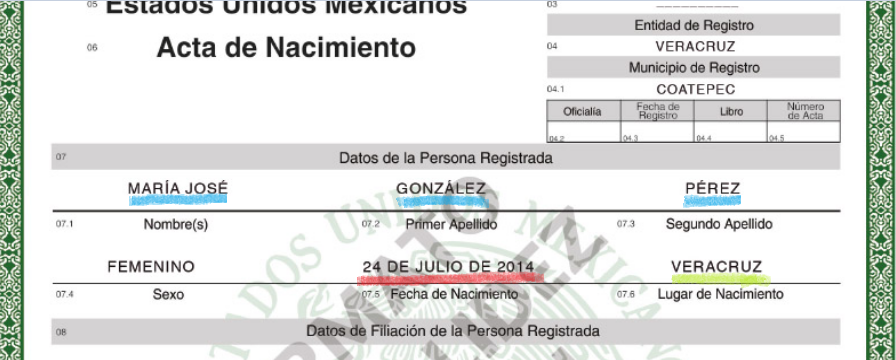 05 Estados Unidos Mexicanos
03
Entidad de Registro
06 Acta de Nacimiento
04 VERACRUZ
Municipio de Registro
04.1 COATEPEC
Oficialía Fecha de Registro Libro Número de Acta
04.2 04.3 04.4 04.5
07 Datos de la Persona Registrada
MARÍA JOSÉ GONZÁLEZ PÉREZ
07.1 Nombre(s) 07.2 Primer Apellido 07.3 Segundo Apellido
FEMENINO 24 DE JULIO DE 2014 VERACRUZ
07.4 Sexo 07.5 Fecha de Nacimiento 07.6 Lugar de Nacimiento
08 Datos de Filiación de la Persona Registrada